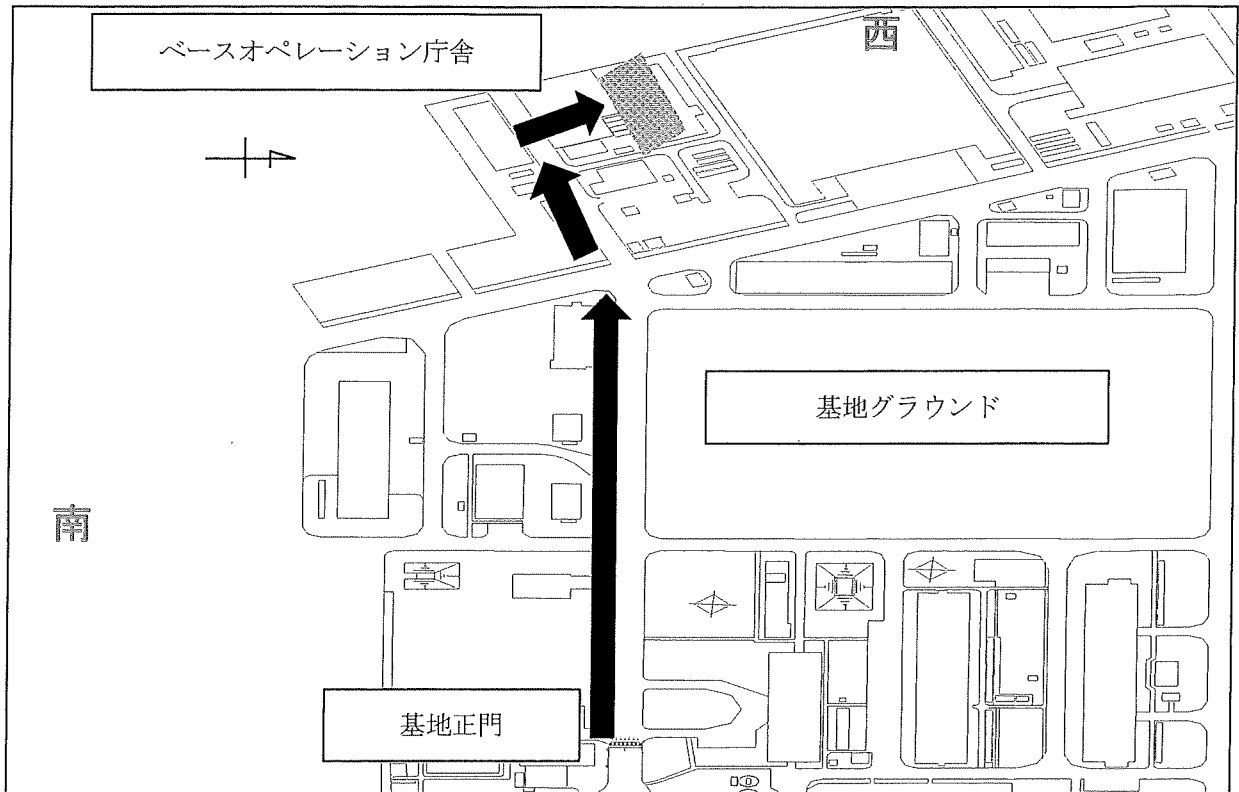 ベースオペレーション庁舎
西
基地グラウンド
南
基地正門